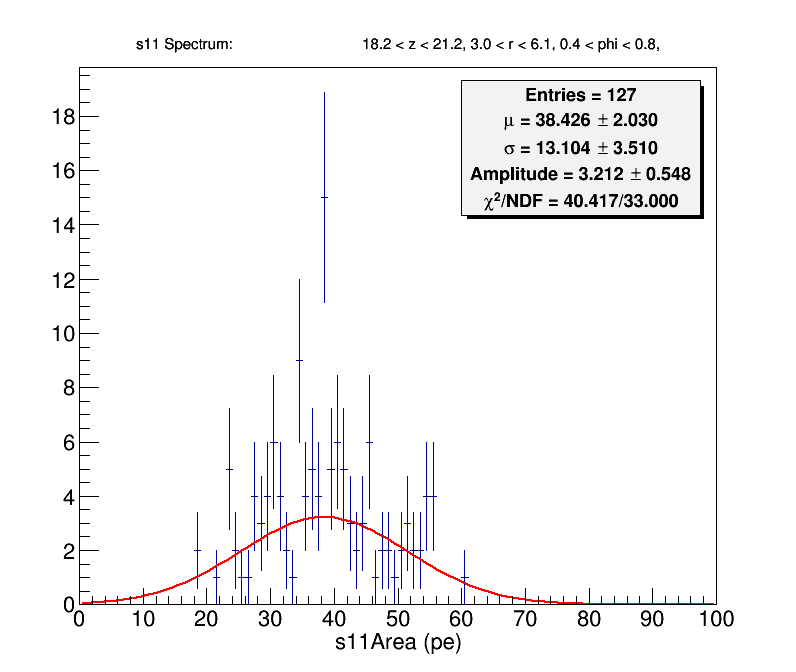 s11 Spectrum: 18.2 < z < 21.2, 3.0 < r < 6.1, 0.4 < phi < 0.8,
Entries = 127
μ = 38.426 ± 2.030
σ = 13.104 ± 3.510
Amplitude = 3.212 ± 0.548
χ²/NDF = 40.417/33.000
18
16
14
12
10
8
6
4
2
0
0 10 20 30 40 50 60 70 80 90 100
s11Area (pe)